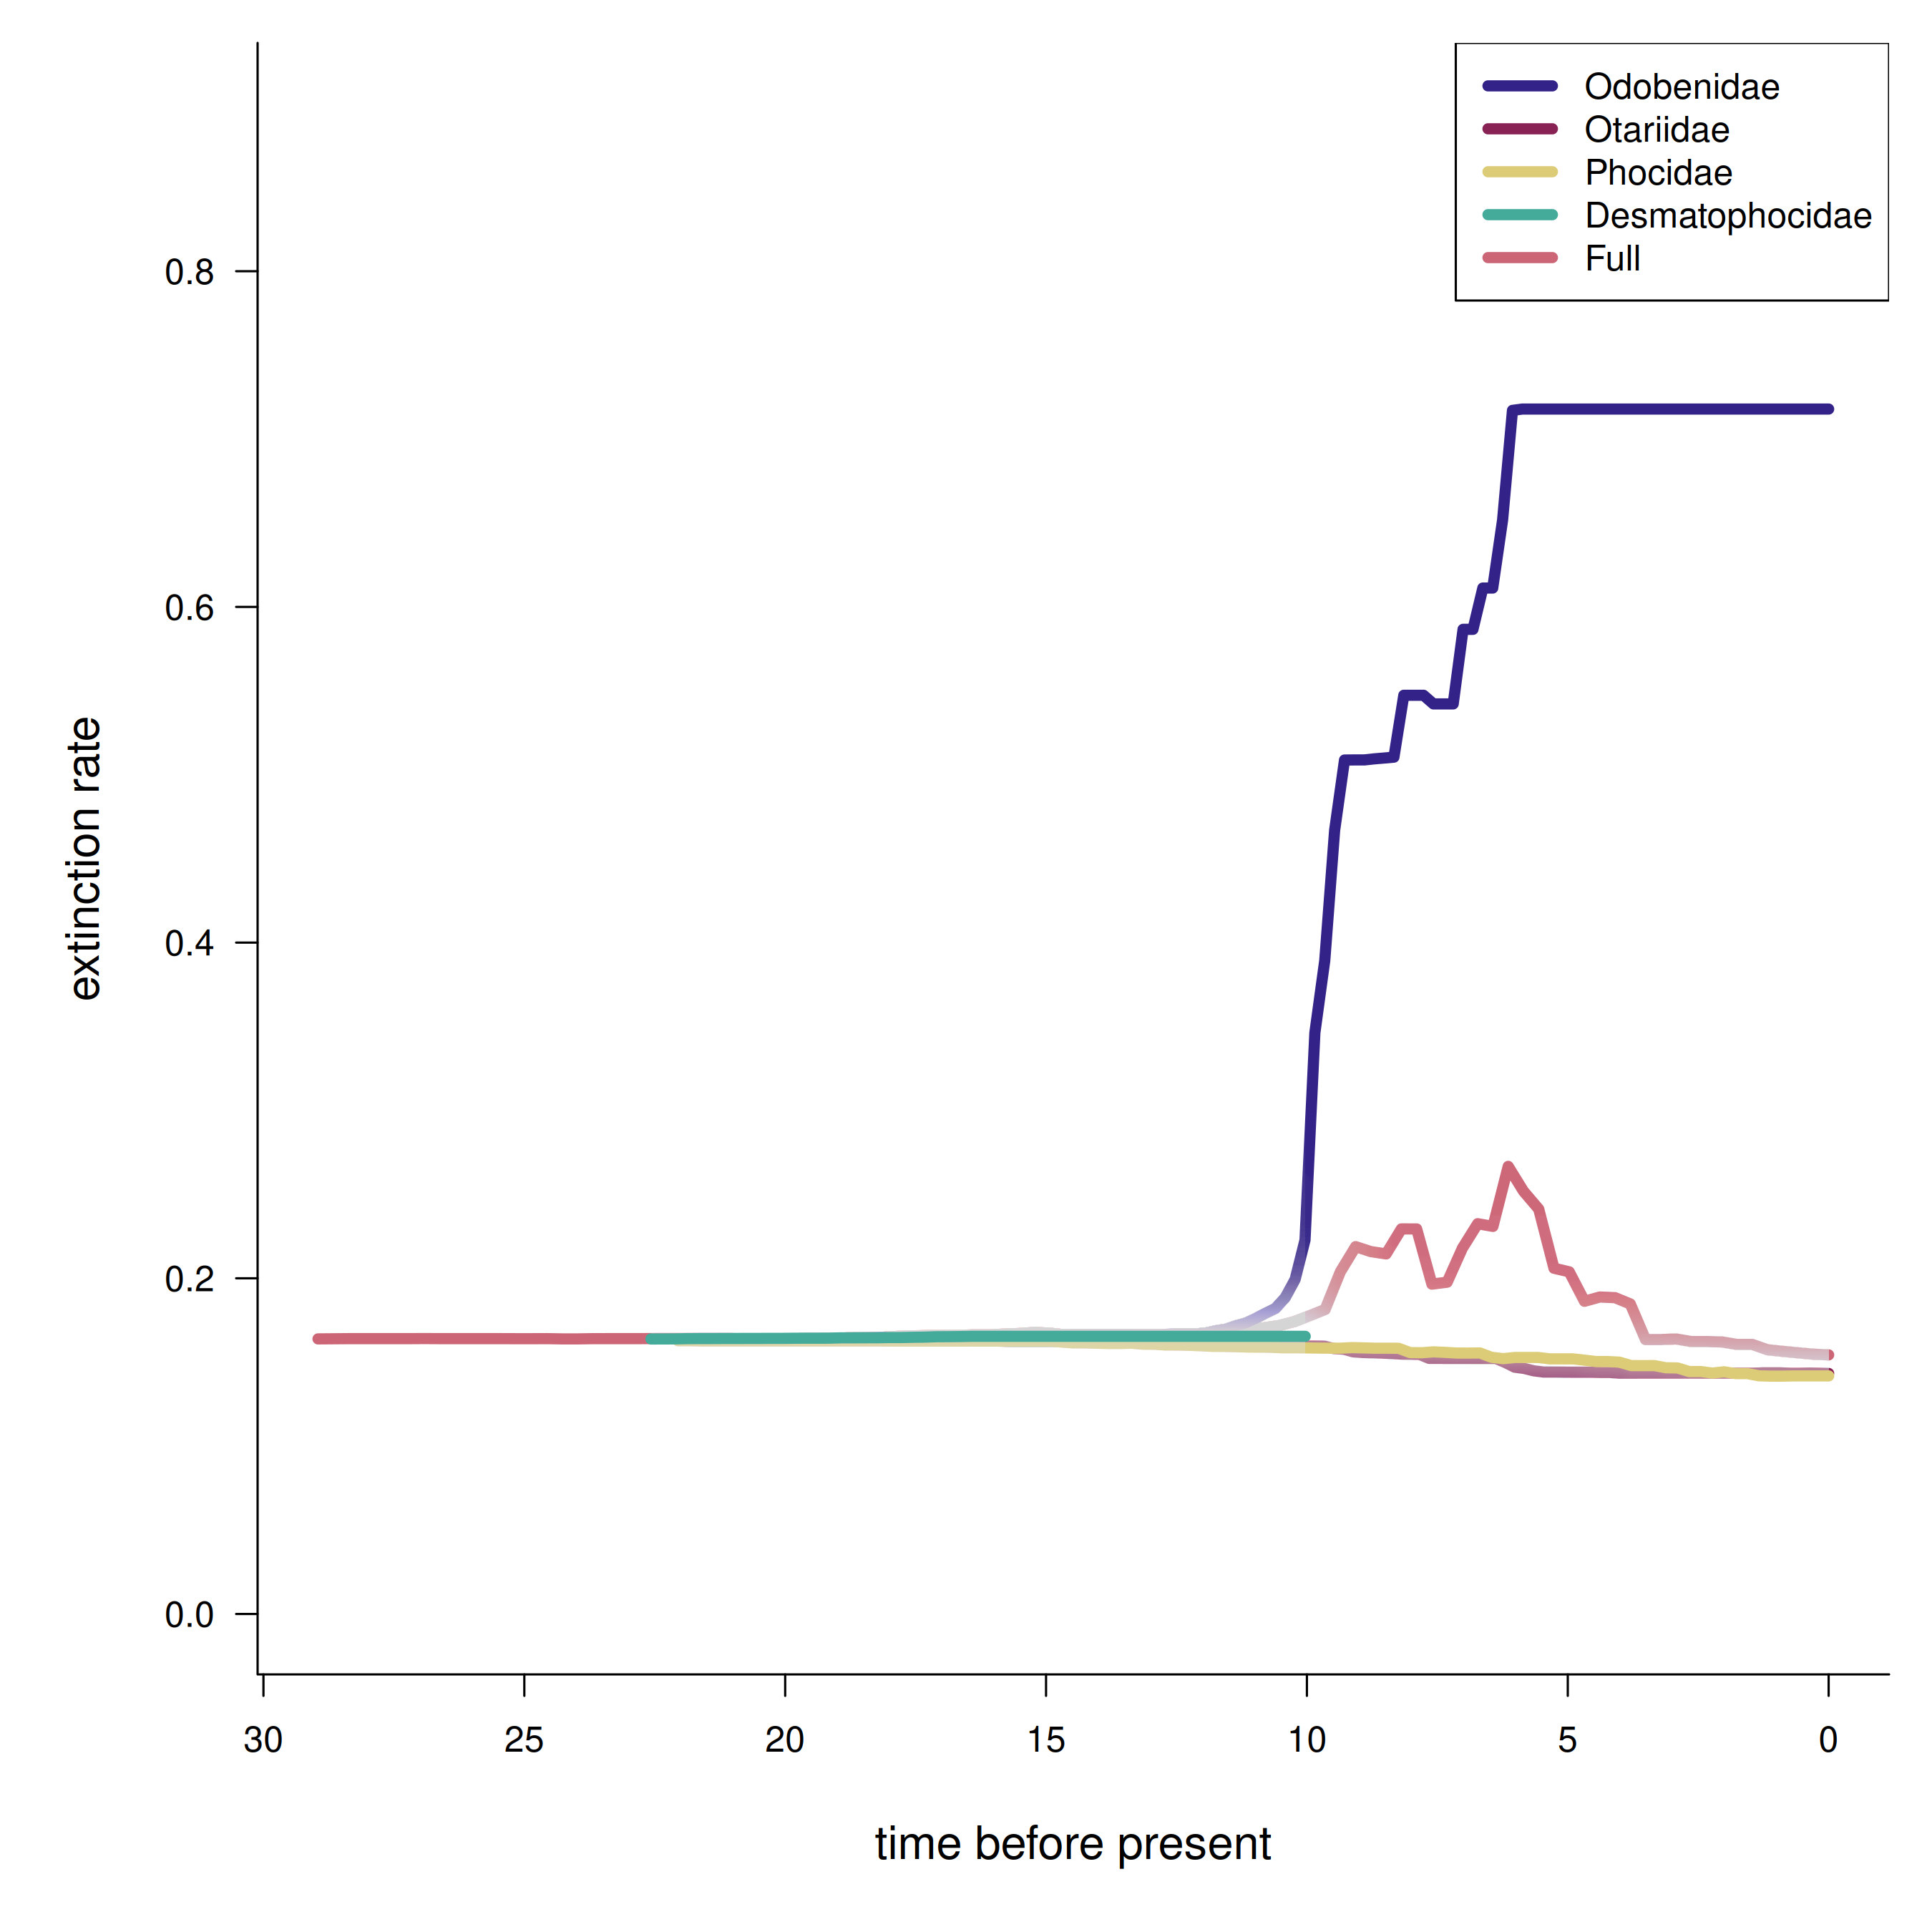 Odobenidae
Otariidae
Phocidae
Desmatophocidae
Full
0.8
0.6
0.4
0.2
0.0
extinction rate
30 25 20 15 10 5 0
time before present